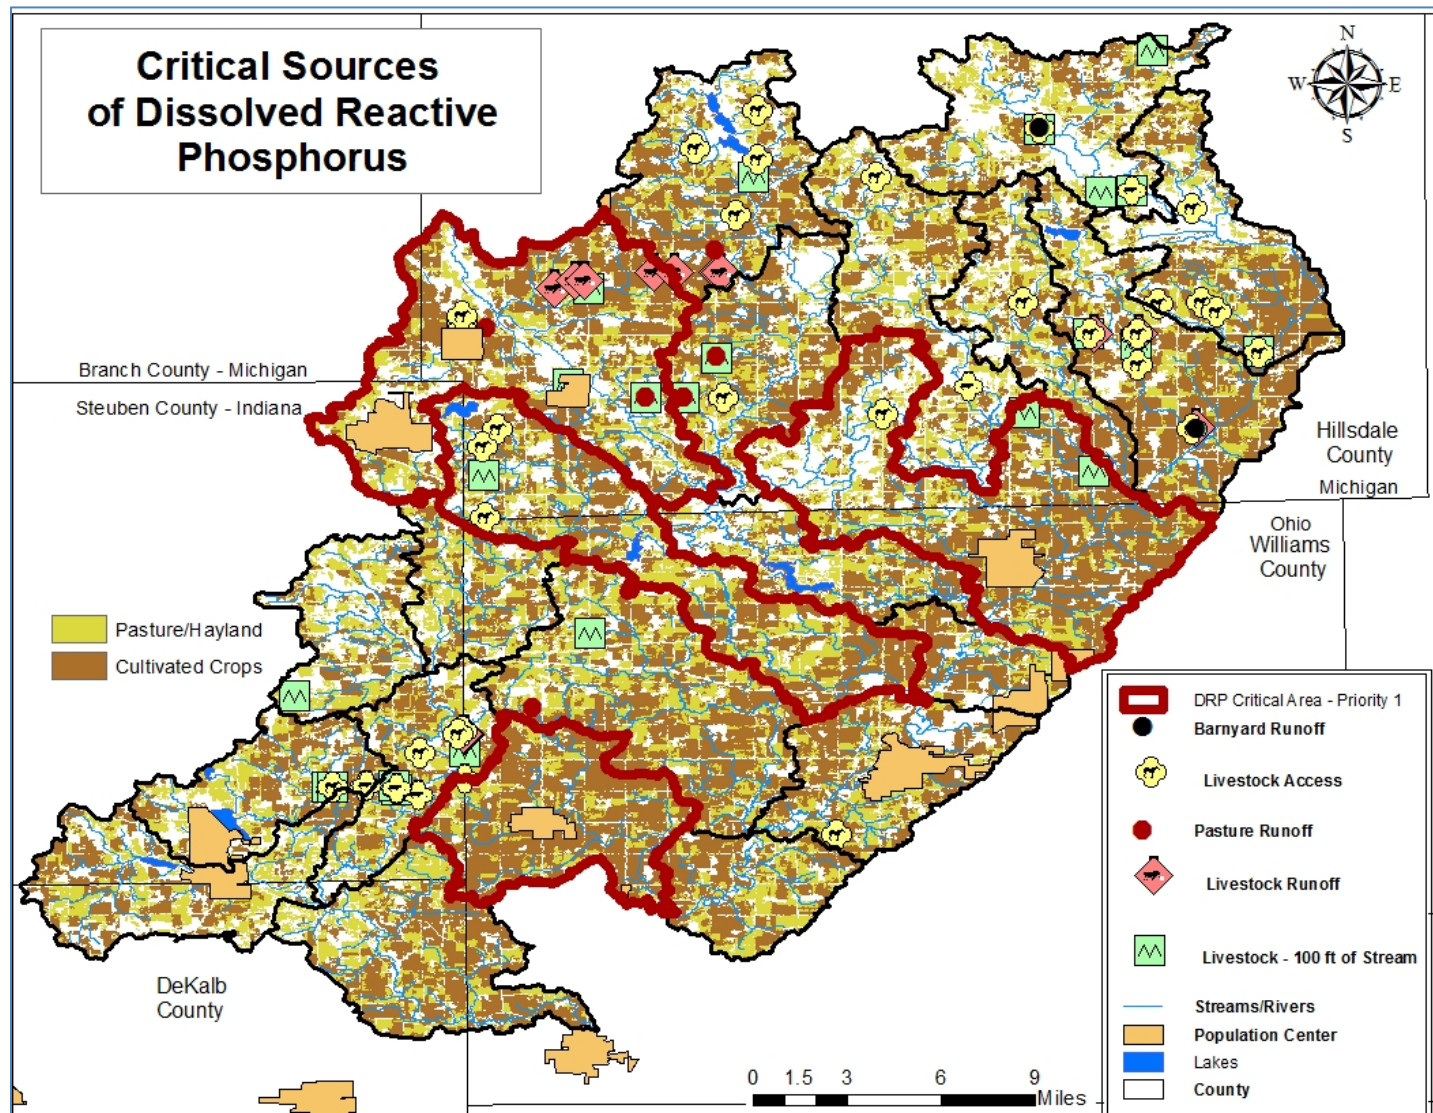 Critical Sources
of Dissolved Reactive
Phosphorus
N
W
E
S
Branch County - Michigan
Steuben County - Indiana
Hillsdale
County
Michigan
Ohio
Williams
County
Pasture/Hayland
Cultivated Crops
DeKalb
County
DRP Critical Area - Priority 1
Barnyard Runoff
Livestock Access
Pasture Runoff
Livestock Runoff
Livestock - 100 ft of Stream
Streams/Rivers
Population Center
Lakes
County
0 1.5 3 6 9
Miles